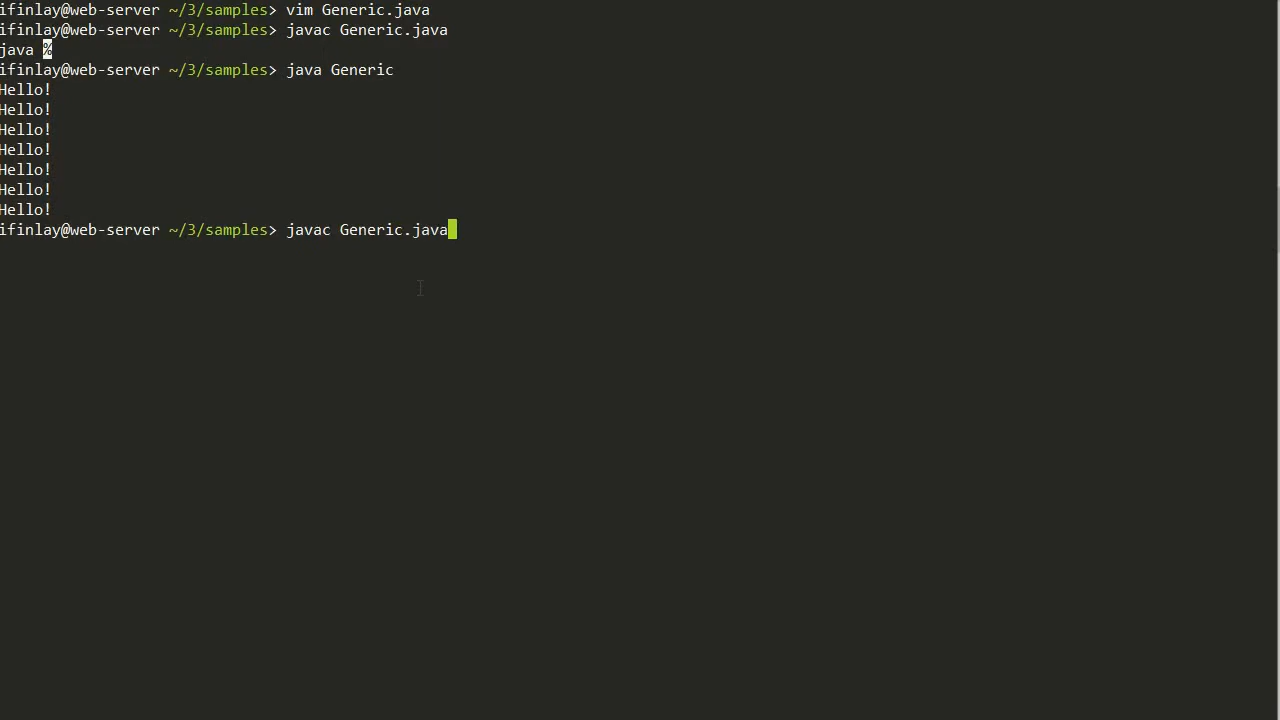 ifinlay@web-server ~/3/samples> vim Generic.java
ifinlay@web-server ~/3/samples> javac Generic.java
java %
ifinlay@web-server ~/3/samples> java Generic
Hello!
Hello!
Hello!
Hello!
Hello!
Hello!
Hello!
ifinlay@web-server ~/3/samples> javac Generic.java